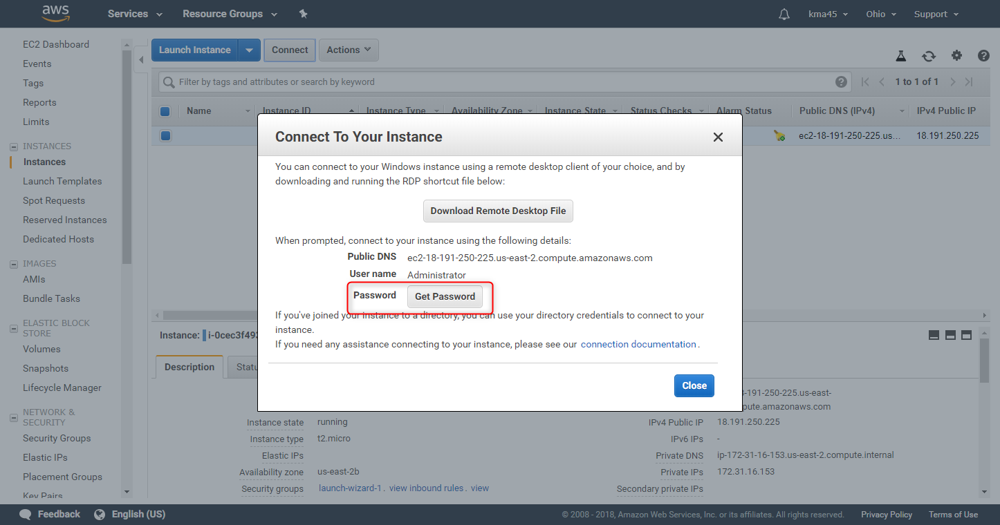 aws
Services
Resource Groups
kma45
Ohio
Support
EC2 Dashboard
Events
Tags
Reports
Limits
INSTANCES
Instances
Launch Templates
Spot Requests
Reserved Instances
Dedicated Hosts
IMAGES
AMIs
Bundle Tasks
ELASTIC BLOCK
STORE
Volumes
Snapshots
Lifecycle Manager
NETWORK &
SECURITY
Security Groups
Elastic IPs
Placement Groups
Key Pairs
Launch Instance
Connect
Actions
Filter by tags and attributes or search by keyword
1 to 1 of 1
Name
Instance ID
Instance Type
Availability Zone
Instance State
Status Checks
Alarm Status
Public DNS (IPv4)
IPv4 Public IP
ec2-18-191-250-225.us...
18.191.250.225
Connect To Your Instance
You can connect to your Windows instance using a remote desktop client of your choice, and by
downloading and running the RDP shortcut file below:
Download Remote Desktop File
When prompted, connect to your instance using the following details:
Public DNS ec2-18-191-250-225.us-east-2.compute.amazonaws.com
User name Administrator
Password Get Password
If you've joined your instance to a directory, you can use your directory credentials to connect to your
instance.
If you need any assistance connecting to your instance, please see our connection documentation.
Close
Instance: i-0cec3f493
Description
Statu
-191-250-225.us-east-
pute.amazonaws.com
Instance state running
IPv4 Public IP 18.191.250.225
Instance type t2.micro
IPv6 IPs -
Elastic IPs
Private DNS ip-172-31-16-153.us-east-2.compute.internal
Availability zone us-east-2b
Private IPs 172.31.16.153
Security groups launch-wizard-1. view inbound rules. view
Secondary private IPs
Feedback
English (US)
© 2008 - 2018, Amazon Web Services, Inc. or its affiliates. All rights reserved.
Privacy Policy
Terms of Use